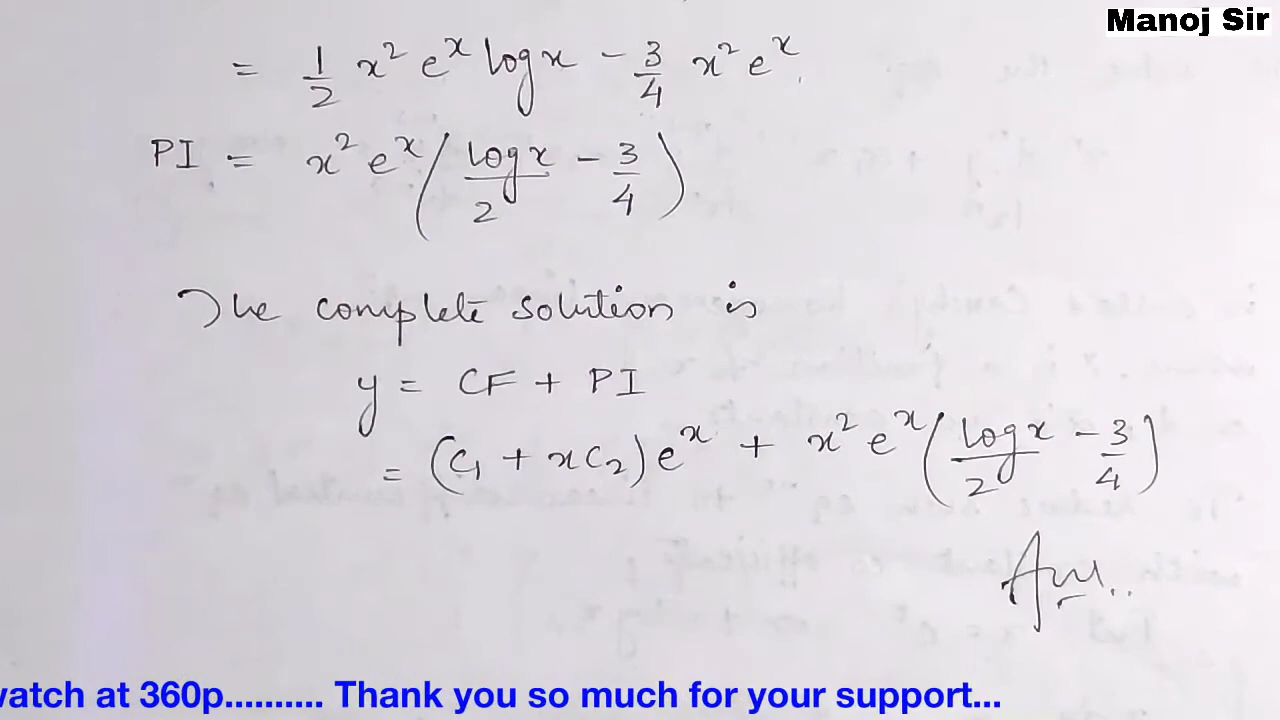 Manoj Sir
= 1/2 x² eˣ log x - 3/4 x² eˣ.
PI = x² eˣ ( log x / 2 - 3/4 )
The complete solution is
y = CF + PI
= (C₁ + xC₂) eˣ + x² eˣ ( log x / 2 - 3/4 )
Ans..
watch at 360p.......... Thank you so much for your support...